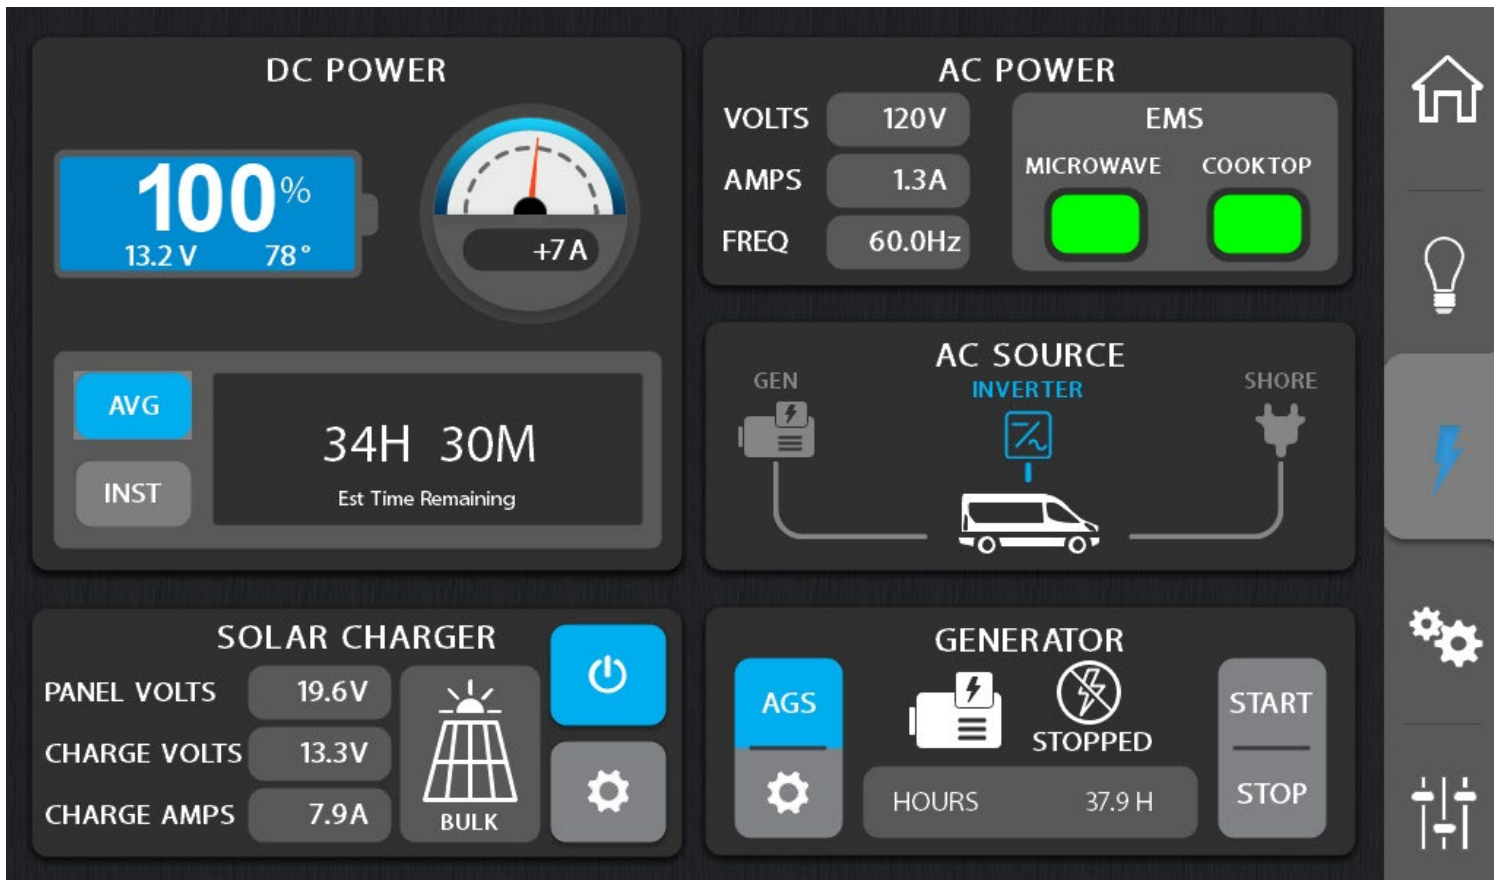 DC POWER
100%
13.2 V 78°
+7 A
AVG
INST
34H 30M
Est Time Remaining
AC POWER
VOLTS 120V
AMPS 1.3A
FREQ 60.0Hz
EMS
MICROWAVE COOKTOP
AC SOURCE
GEN INVERTER SHORE
SOLAR CHARGER
PANEL VOLTS 19.6V
CHARGE VOLTS 13.3V
CHARGE AMPS 7.9A
BULK
GENERATOR
AGS
STOPPED
HOURS 37.9 H
START
STOP